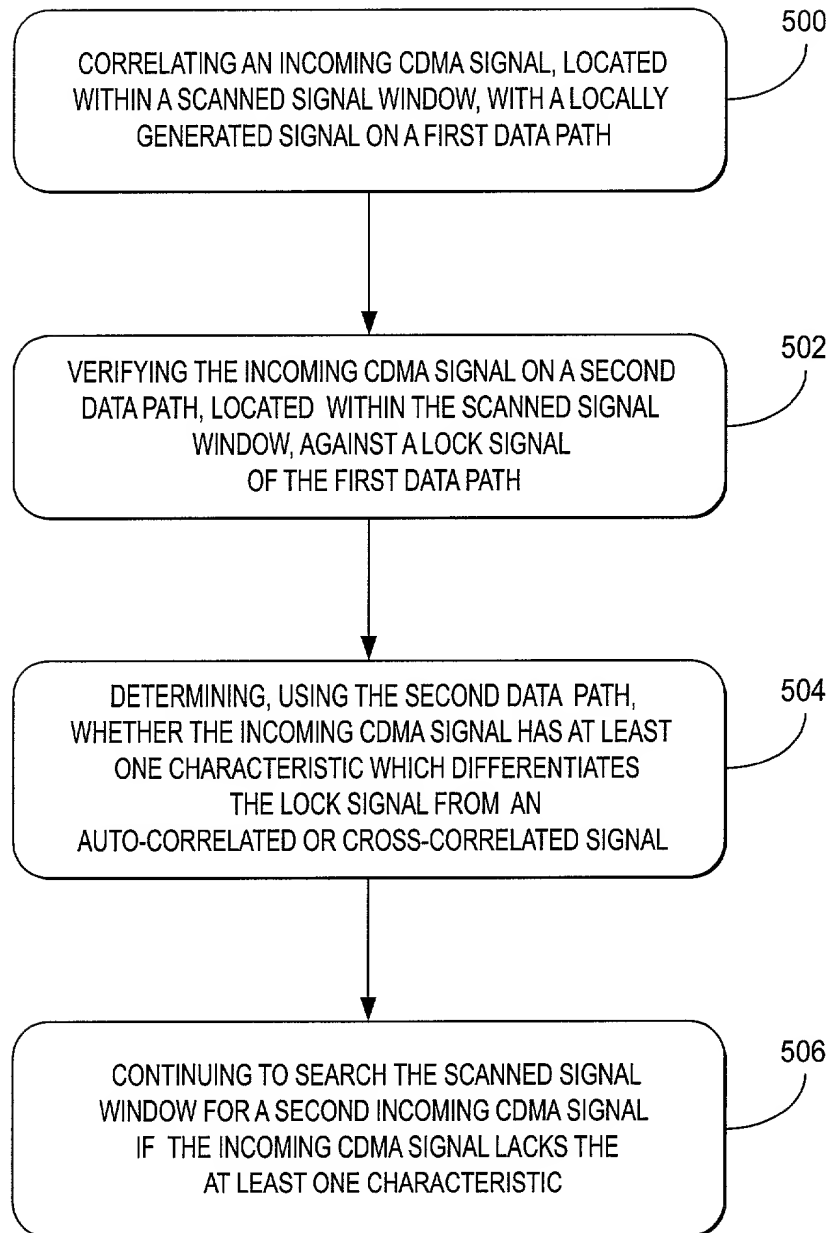 500
CORRELATING AN INCOMING CDMA SIGNAL, LOCATED
WITHIN A SCANNED SIGNAL WINDOW, WITH A LOCALLY
GENERATED SIGNAL ON A FIRST DATA PATH
502
VERIFYING THE INCOMING CDMA SIGNAL ON A SECOND
DATA PATH, LOCATED WITHIN THE SCANNED SIGNAL
WINDOW, AGAINST A LOCK SIGNAL
OF THE FIRST DATA PATH
504
DETERMINING, USING THE SECOND DATA PATH,
WHETHER THE INCOMING CDMA SIGNAL HAS AT LEAST
ONE CHARACTERISTIC WHICH DIFFERENTIATES
THE LOCK SIGNAL FROM AN
AUTO-CORRELATED OR CROSS-CORRELATED SIGNAL
506
CONTINUING TO SEARCH THE SCANNED SIGNAL
WINDOW FOR A SECOND INCOMING CDMA SIGNAL
IF THE INCOMING CDMA SIGNAL LACKS THE
AT LEAST ONE CHARACTERISTIC